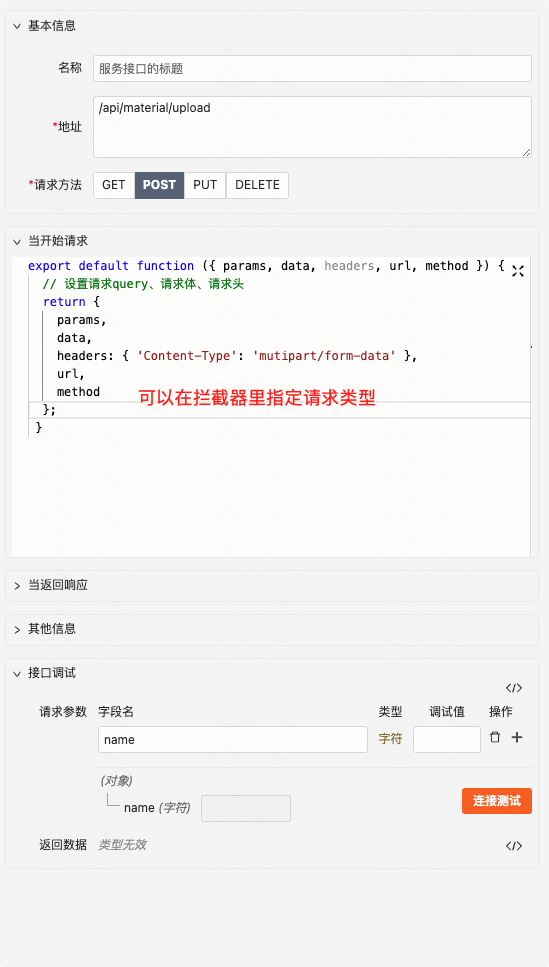 基本信息
名称
服务接口的标题
*地址
/api/material/upload
*请求方法
GET POST PUT DELETE
当开始请求
export default function ({ params, data, headers, url, method }) {
// 设置请求query、请求体、请求头
return {
params,
data,
headers: { 'Content-Type': 'mutipart/form-data' },
url,
method
可以在拦截器里指定请求类型
};
}
当返回响应
其他信息
接口调试
</>
请求参数 字段名 类型 调试值 操作
name 字符
(对象)
name (字符)
连接测试
返回数据 类型无效 </>